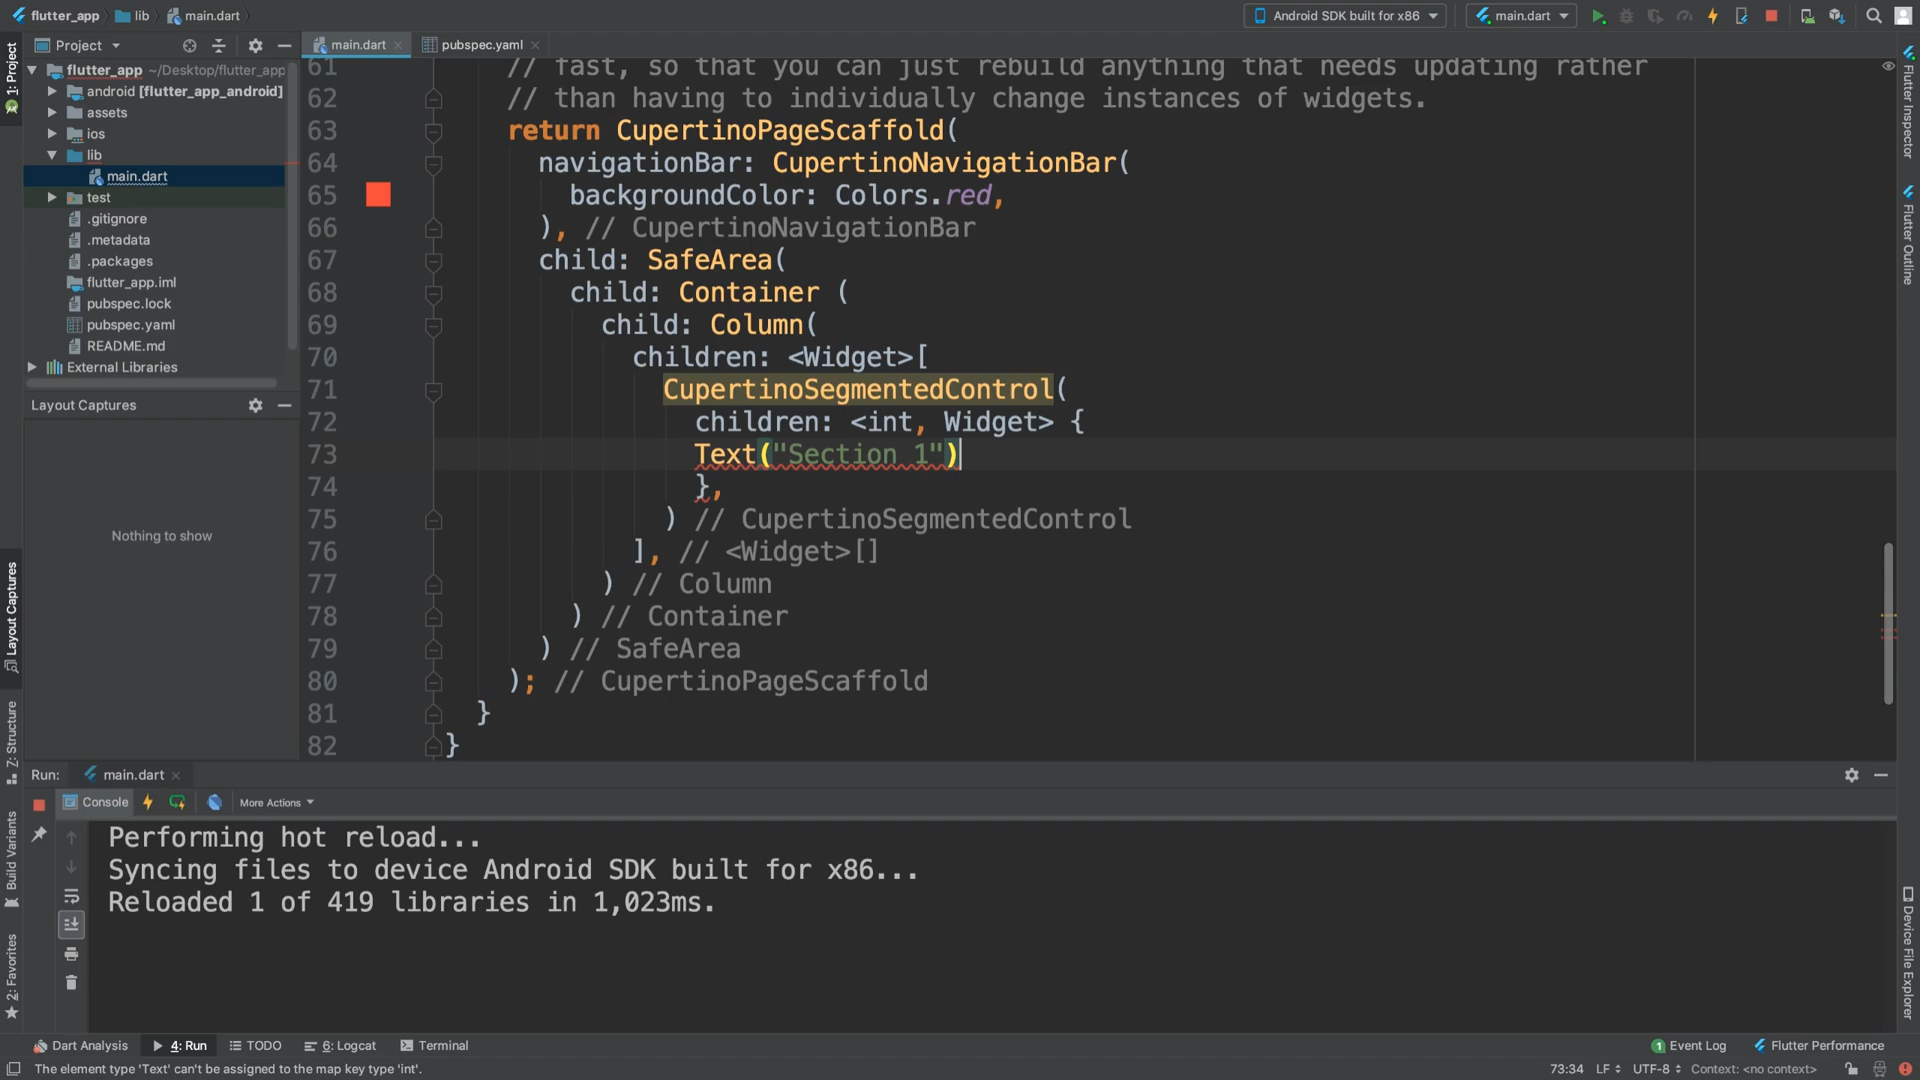 flutter_app
lib
main.dart
Android SDK built for x86
main.dart
1: Project
Project
main.dart
pubspec.yaml
flutter_app ~/Desktop/flutter_app
android [flutter_app_android]
assets
ios
lib
main.dart
test
.gitignore
.metadata
.packages
flutter_app.iml
pubspec.lock
pubspec.yaml
README.md
External Libraries
Layout Captures
Nothing to show
Layout Captures
Z: Structure
Build Variants
2: Favorites
61 // fast, so that you can just rebuild anything that needs updating rather
62 // than having to individually change instances of widgets.
63 return CupertinoPageScaffold(
64 navigationBar: CupertinoNavigationBar(
65 backgroundColor: Colors.red,
66 ), // CupertinoNavigationBar
67 child: SafeArea(
68 child: Container (
69 child: Column(
70 children: <Widget>[
71 CupertinoSegmentedControl(
72 children: <int, Widget> {
73 Text("Section 1")
74 },
75 ) // CupertinoSegmentedControl
76 ], // <Widget>[]
77 ) // Column
78 ) // Container
79 ) // SafeArea
80 ); // CupertinoPageScaffold
81 }
82 }
Flutter Inspector
Flutter Outline
Device File Explorer
Run: main.dart
Console
More Actions
Performing hot reload...
Syncing files to device Android SDK built for x86...
Reloaded 1 of 419 libraries in 1,023ms.
Dart Analysis
4: Run
TODO
6: Logcat
Terminal
1 Event Log
Flutter Performance
The element type 'Text' can't be assigned to the map key type 'int'.
73:34
LF
UTF-8
Context: <no context>